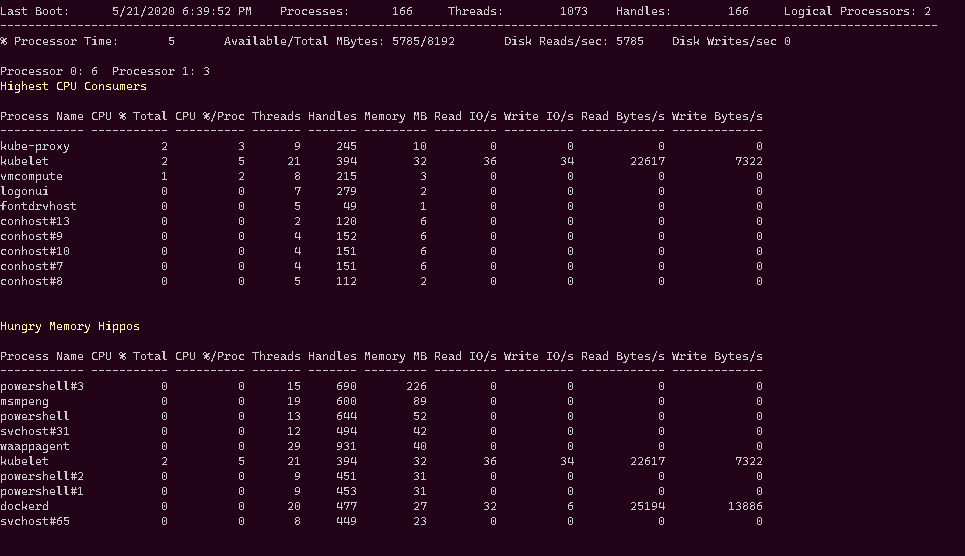 Last Boot: 5/21/2020 6:39:52 PM Processes: 166 Threads: 1073 Handles: 166 Logical Processors: 2
--------------------------------------------------------------------------------------------------------------------------------------
% Processor Time: 5 Available/Total MBytes: 5785/8192 Disk Reads/sec: 5785 Disk Writes/sec 0
Processor 0: 6 Processor 1: 3
Highest CPU Consumers
Process Name CPU % Total CPU %/Proc Threads Handles Memory MB Read IO/s Write IO/s Read Bytes/s Write Bytes/s
------------ ----------- ---------- ------- ------- --------- --------- ---------- ------------ -------------
kube-proxy 2 3 9 245 10 0 0 0 0
kubelet 2 5 21 394 32 36 34 22617 7322
vmcompute 1 2 8 215 3 0 0 0 0
logonui 0 0 7 279 2 0 0 0 0
fontdrvhost 0 0 5 49 1 0 0 0 0
conhost#13 0 0 2 120 6 0 0 0 0
conhost#9 0 0 4 152 6 0 0 0 0
conhost#10 0 0 4 151 6 0 0 0 0
conhost#7 0 0 4 151 6 0 0 0 0
conhost#8 0 0 5 112 2 0 0 0 0
Hungry Memory Hippos
Process Name CPU % Total CPU %/Proc Threads Handles Memory MB Read IO/s Write IO/s Read Bytes/s Write Bytes/s
------------ ----------- ---------- ------- ------- --------- --------- ---------- ------------ -------------
powershell#3 0 0 15 690 226 0 0 0 0
msmpeng 0 0 19 600 89 0 0 0 0
powershell 0 0 13 644 52 0 0 0 0
svchost#31 0 0 12 494 42 0 0 0 0
waappagent 0 0 29 931 40 0 0 0 0
kubelet 2 5 21 394 32 36 34 22617 7322
powershell#2 0 0 9 451 31 0 0 0 0
powershell#1 0 0 9 453 31 0 0 0 0
dockerd 0 0 20 477 27 32 6 25194 13886
svchost#65 0 0 8 449 23 0 0 0 0